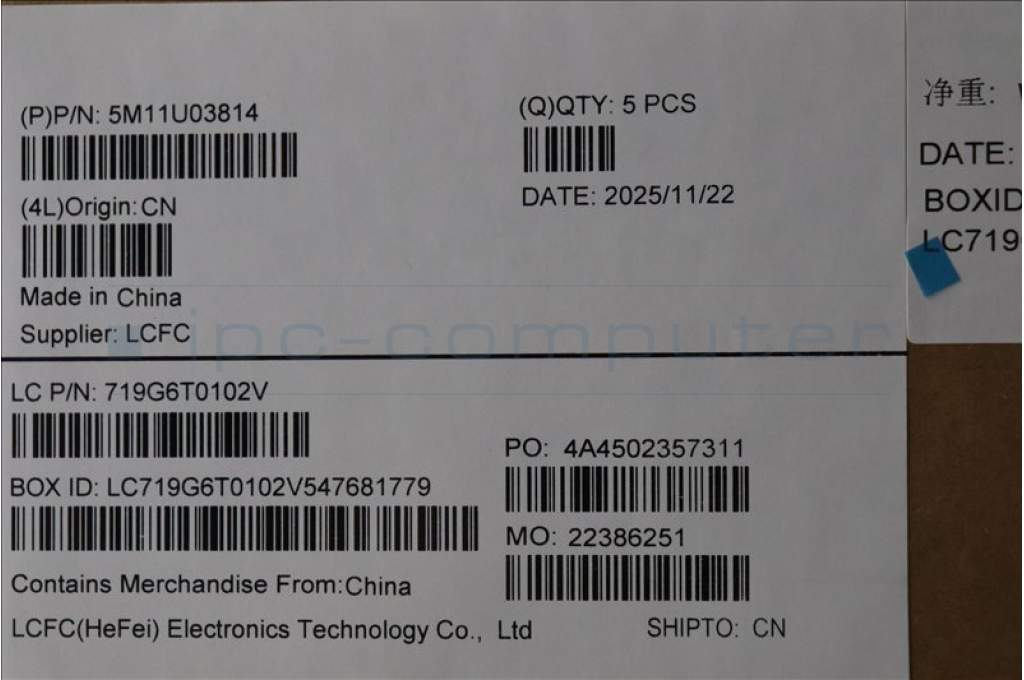 (P)P/N: 5M11U03814
(4L)Origin:CN
Made in China
Supplier: LCFC
(Q)QTY: 5 PCS
DATE: 2025/11/22
ipc-computer
LC P/N: 719G6T0102V
BOX ID: LC719G6T0102V547681779
Contains Merchandise From:China
LCFC(HeFei) Electronics Technology Co., Ltd
PO: 4A4502357311
MO: 22386251
SHIPTO: CN
净重:
DATE:
BOXID
LC719